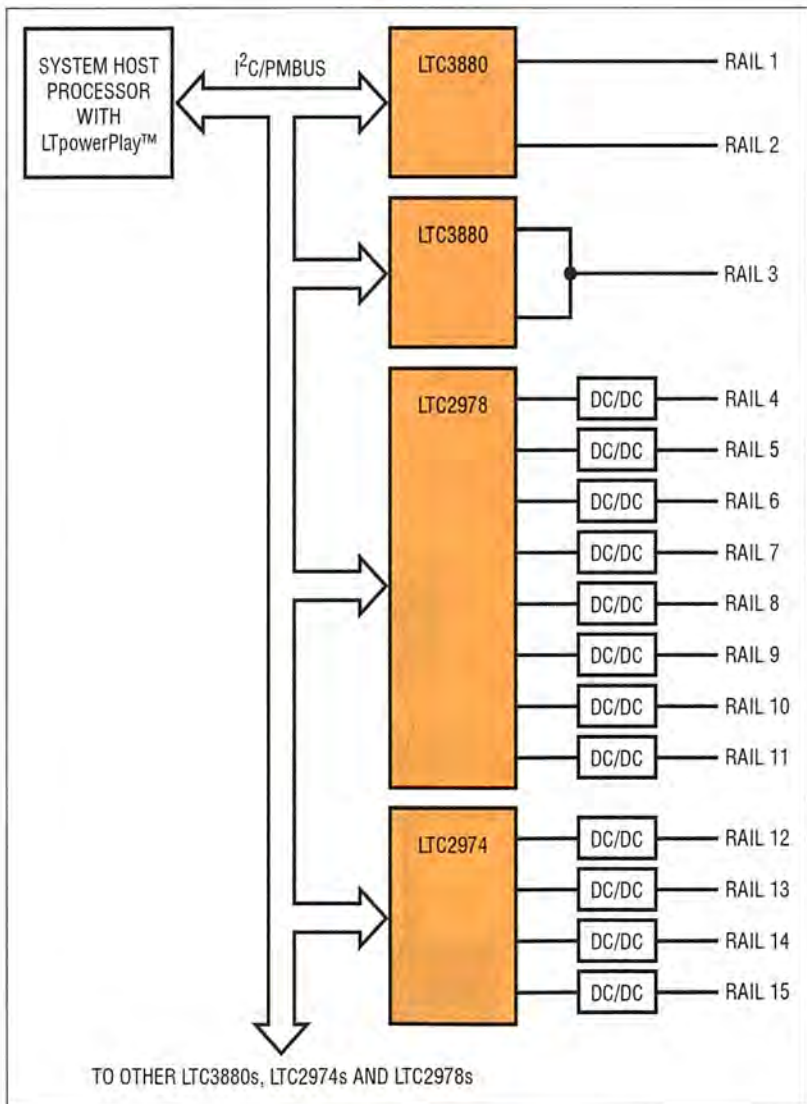 SYSTEM HOST
PROCESSOR
WITH
LTpowerPlay™
I²C/PMBUS
LTC3880
RAIL 1
RAIL 2
LTC3880
RAIL 3
LTC2978
DC/DC RAIL 4
DC/DC RAIL 5
DC/DC RAIL 6
DC/DC RAIL 7
DC/DC RAIL 8
DC/DC RAIL 9
DC/DC RAIL 10
DC/DC RAIL 11
LTC2974
DC/DC RAIL 12
DC/DC RAIL 13
DC/DC RAIL 14
DC/DC RAIL 15
TO OTHER LTC3880s, LTC2974s AND LTC2978s